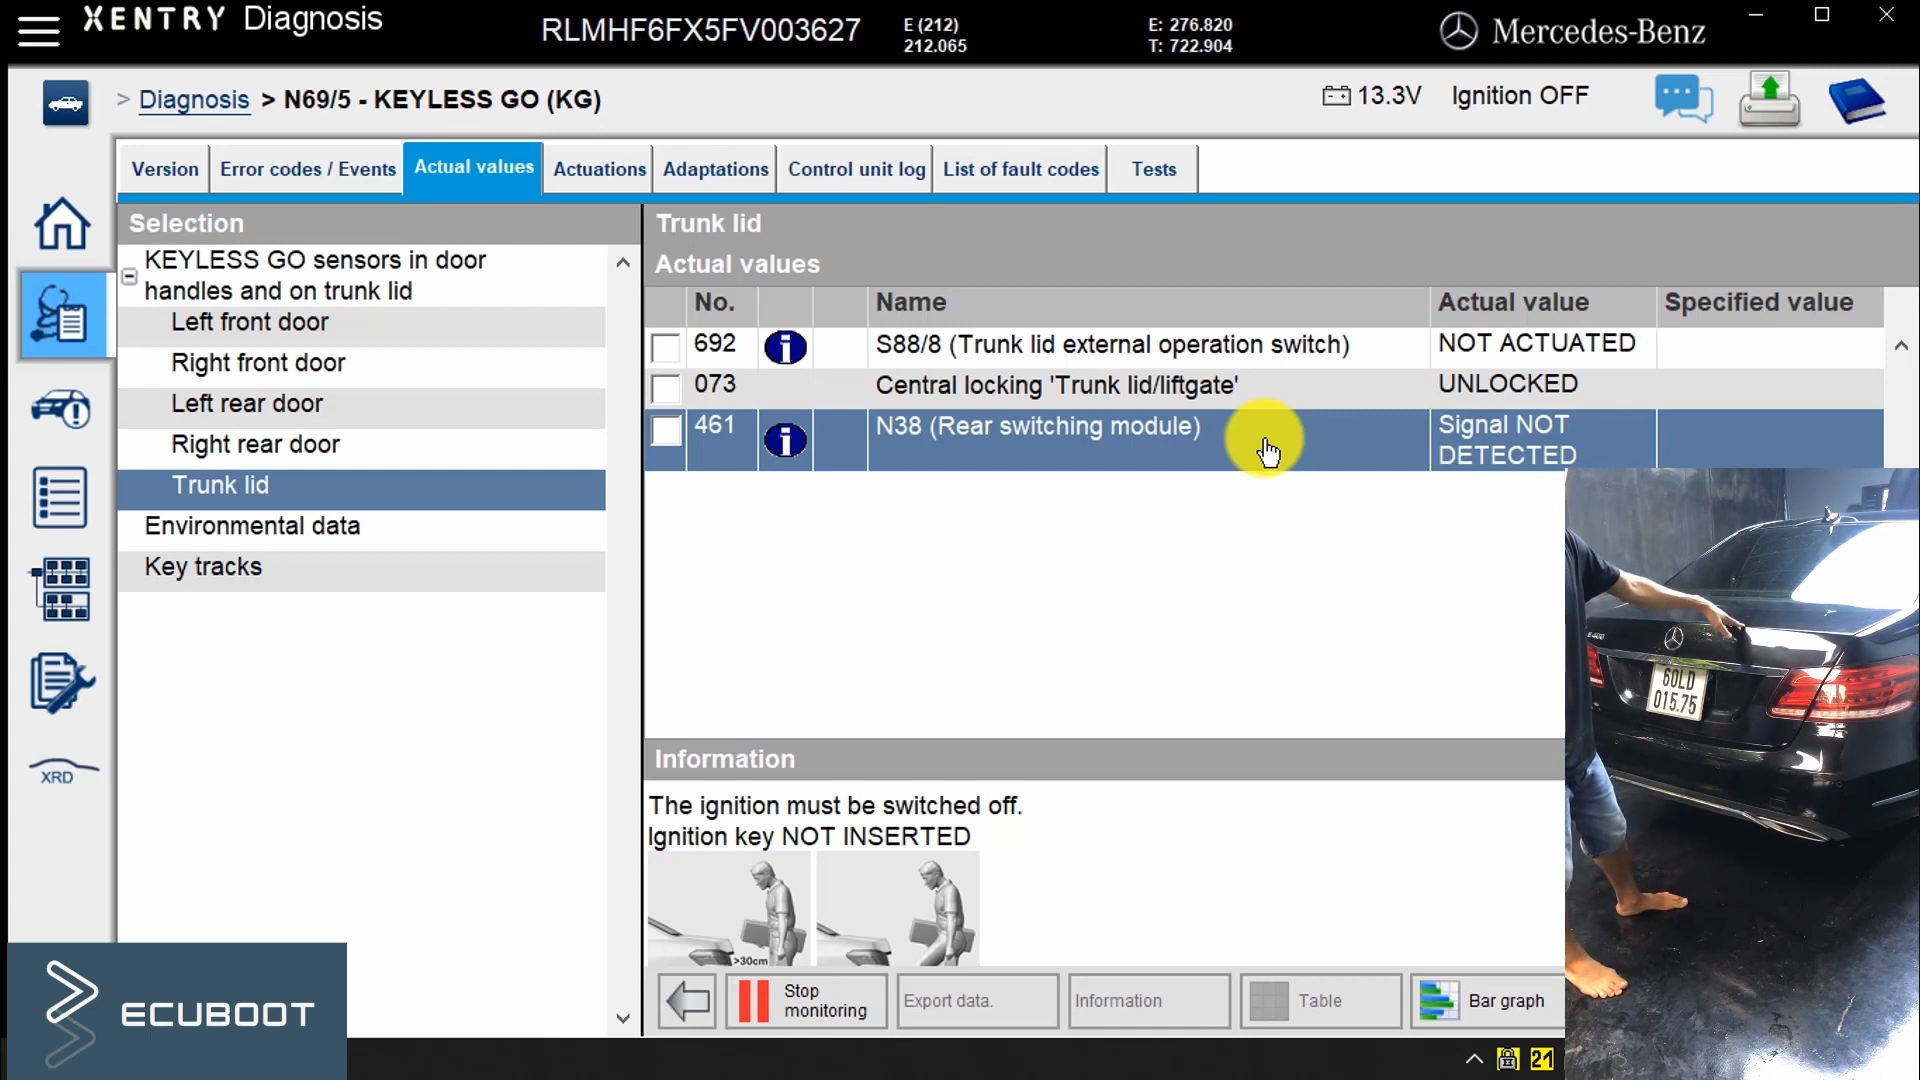 XENTRY Diagnosis
RLMHF6FX5FV003627
E (212)
212.065
E: 276.820
T: 722.904
Mercedes-Benz
> Diagnosis > N69/5 - KEYLESS GO (KG)
13.3V
Ignition OFF
Version
Error codes / Events
Actual values
Actuations
Adaptations
Control unit log
List of fault codes
Tests
Selection
KEYLESS GO sensors in door
handles and on trunk lid
Left front door
Right front door
Left rear door
Right rear door
Trunk lid
Environmental data
Key tracks
XRD
Trunk lid
Actual values
No. Name Actual value Specified value
692 i S88/8 (Trunk lid external operation switch) NOT ACTUATED
073 Central locking 'Trunk lid/liftgate' UNLOCKED
461 i N38 (Rear switching module) Signal NOT
DETECTED
Information
The ignition must be switched off.
Ignition key NOT INSERTED
>30cm
Stop
monitoring
Export data.
Information
Table
Bar graph
E400
60LD
015.75
ECUBOOT
21